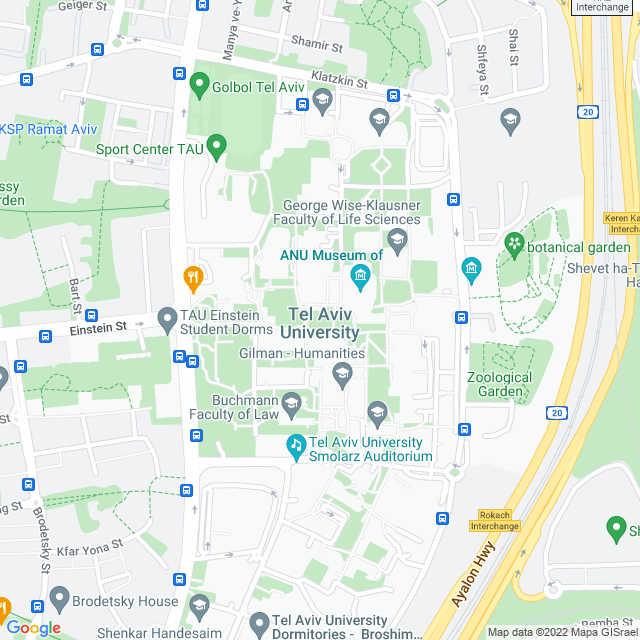 Geiger St
Manya ve-Y
Interchange
Shamir St
Shfeya St
Shai St
Klatzkin St
Golbol Tel Aviv
20
KSP Ramat Aviv
Sport Center TAU
ssy
rden
George Wise-Klausner
Faculty of Life Sciences
Keren Ka
Interchan
ANU Museum of
botanical garden
Shevet ha-T
Ha
Bart St
Einstein St
TAU Einstein
Student Dorms
Tel Aviv
University
Gilman - Humanities
Zoological
Garden
Buchmann
Faculty of Law
20
Tel Aviv University
Smolarz Auditorium
St
g St
Brodetsky St
Rokach
Interchange
Kfar Yona St
Ayalon Hwy
Sh
Brodetsky House
Shenkar Handesaim
Tel Aviv University
Dormitories - Broshim...
Pemba St
Google
Map data ©2022 Mapa GISra